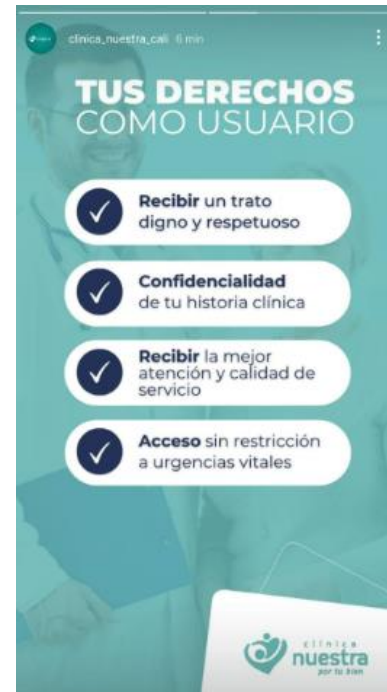 clinica_nuestra_cali 6 min
TUS DERECHOS
COMO USUARIO
Recibir un trato
digno y respetuoso
Confidencialidad
de tu historia clínica
Recibir la mejor
atención y calidad de
servicio
Acceso sin restricción
a urgencias vitales
clínica
nuestra
por tu bien